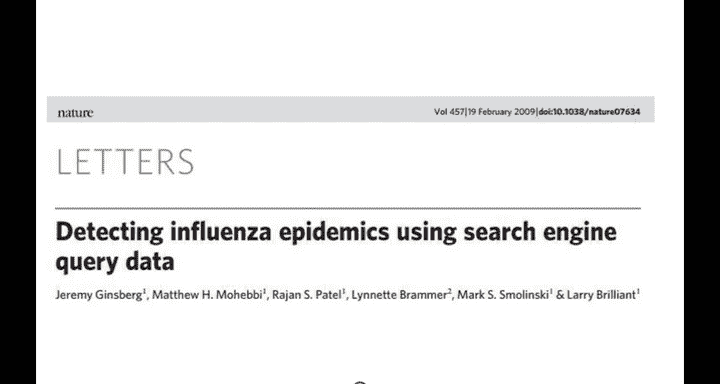 nature Vol 457|19 February 2009|doi:10.1038/nature07634
LETTERS
Detecting influenza epidemics using search engine
query data
Jeremy Ginsberg¹, Matthew H. Mohebbi¹, Rajan S. Patel¹, Lynnette Brammer², Mark S. Smolinski¹ & Larry Brilliant¹